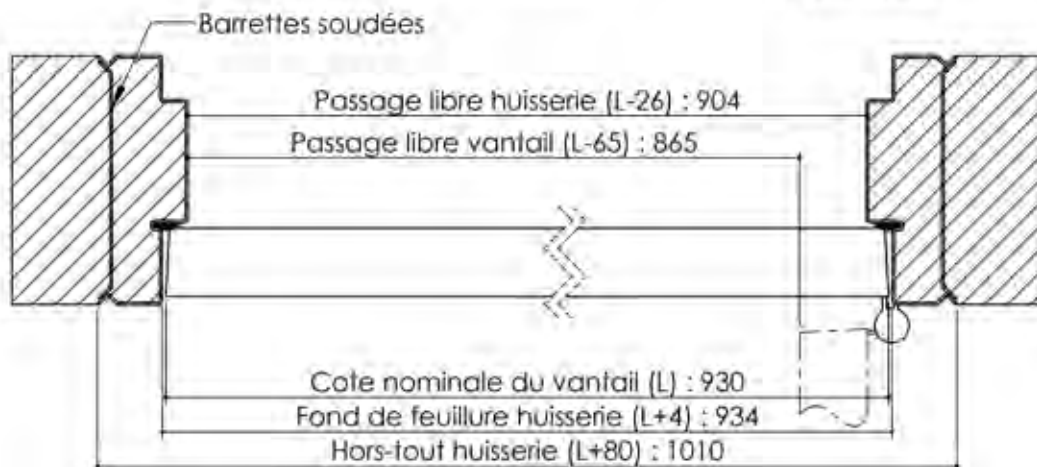 Barrettes soudées
Passage libre huisserie (L-26) : 904
Passage libre vantail (L-65) : 865
Cote nominale du vantail (L) : 930
Fond de feuillure huisserie (L+4) : 934
Hors-tout huisserie (L+80) : 1010